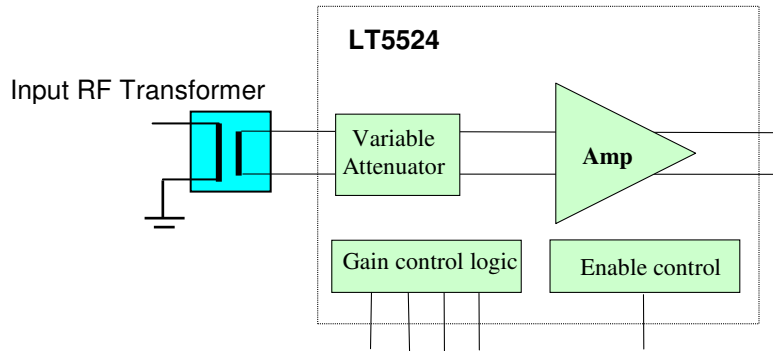 LT5524
Input RF Transformer
Variable
Attenuator
Amp
Gain control logic
Enable control